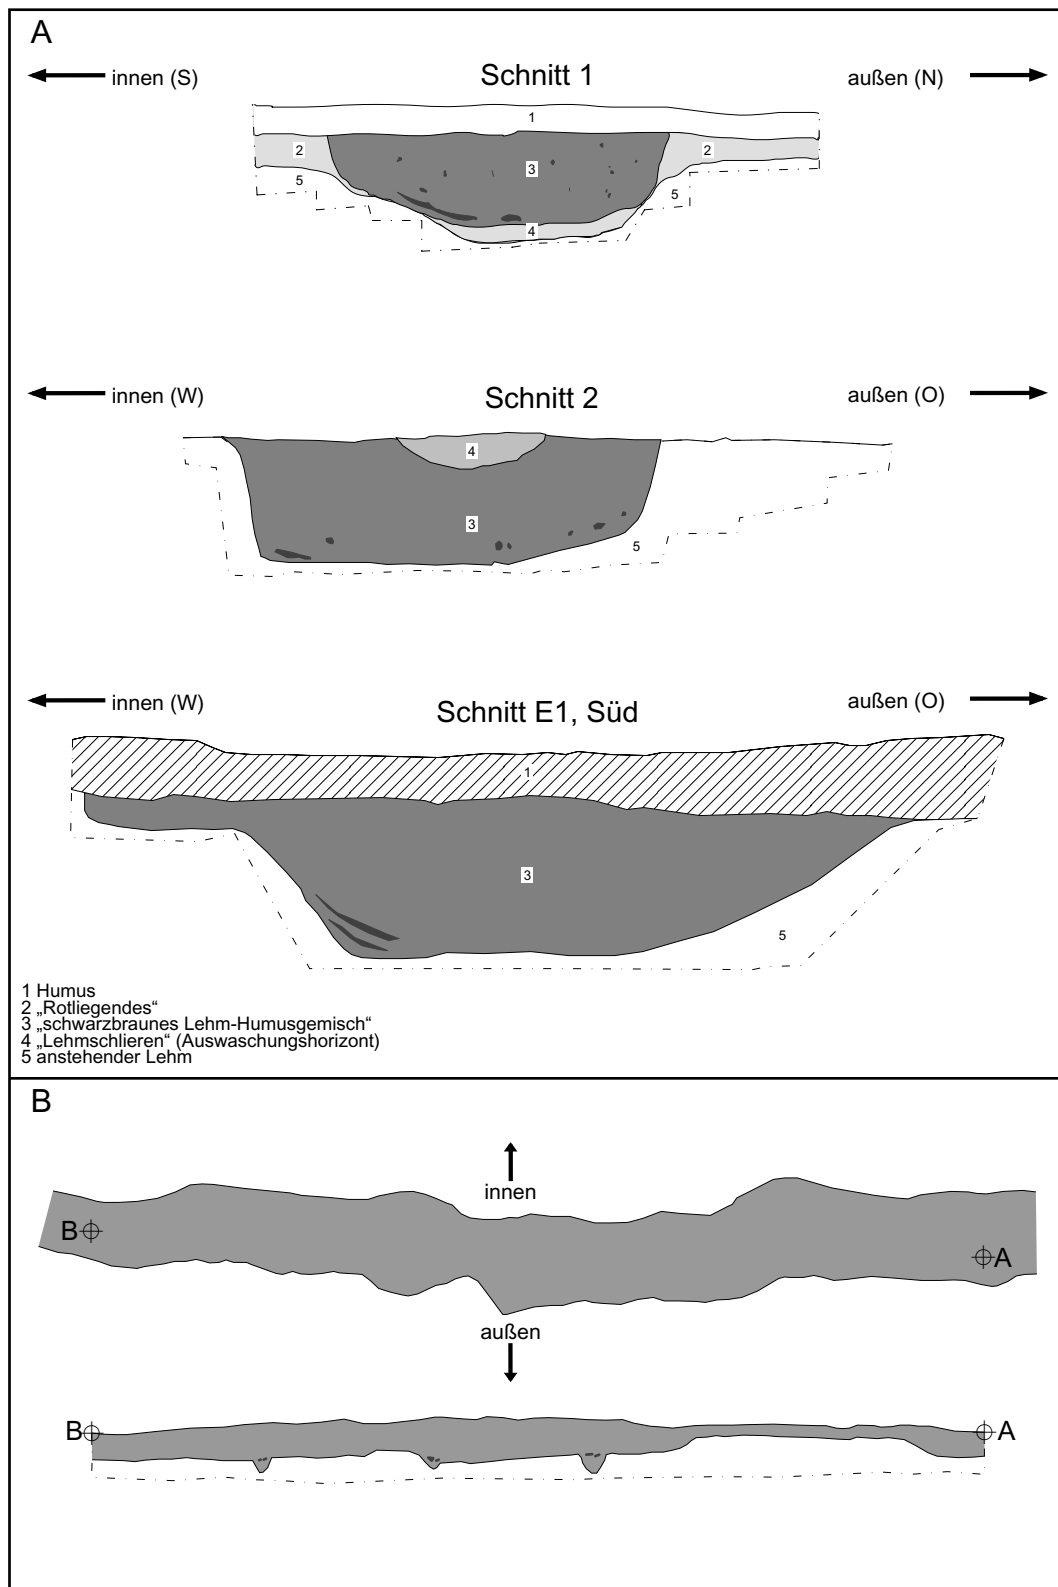 A
innen (S)
Schnitt 1
außen (N)
1
2
3
2
5
5
4
innen (W)
Schnitt 2
außen (O)
4
3
5
innen (W)
Schnitt E1, Süd
außen (O)
1
3
5
1 Humus
2 „Rotliegendes“
3 „schwarzbraunes Lehm-Humusgemisch“
4 „Lehmschlieren“ (Auswaschungshorizont)
5 anstehender Lehm
B
innen
B
A
außen
B
A